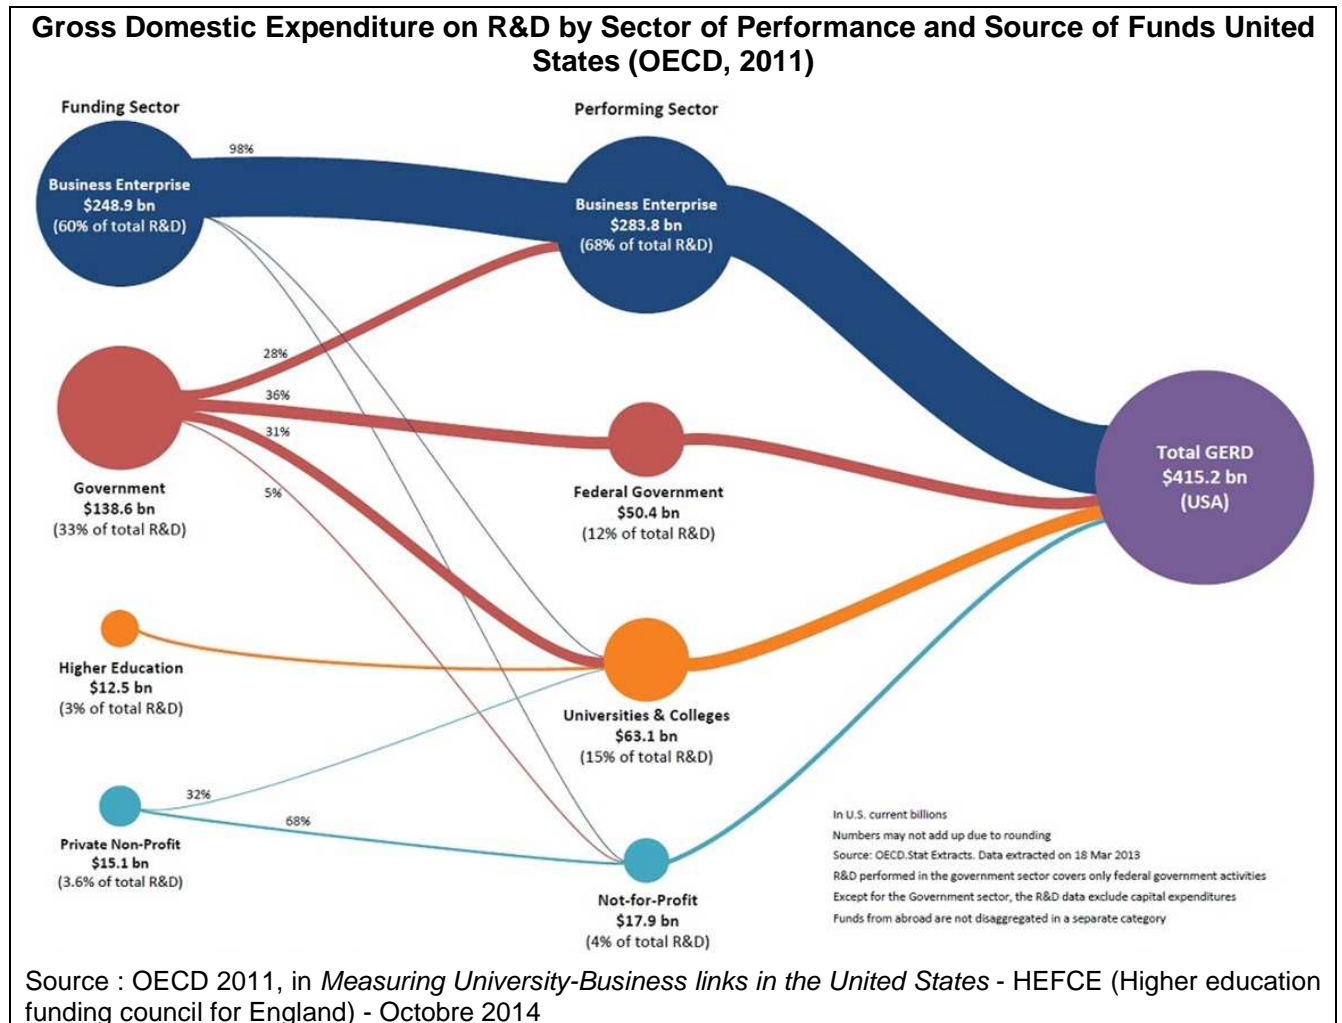 Gross Domestic Expenditure on R&D by Sector of Performance and Source of Funds United
States (OECD, 2011)
Funding Sector
Performing Sector
98%
Business Enterprise
$248.9 bn
(60% of total R&D)
Business Enterprise
$283.8 bn
(68% of total R&D)
28%
36%
31%
5%
Government
$138.6 bn
(33% of total R&D)
Federal Government
$50.4 bn
(12% of total R&D)
Total GERD
$415.2 bn
(USA)
Higher Education
$12.5 bn
(3% of total R&D)
Universities & Colleges
$63.1 bn
(15% of total R&D)
32%
68%
Private Non-Profit
$15.1 bn
(3.6% of total R&D)
Not-for-Profit
$17.9 bn
(4% of total R&D)
In U.S. current billions
Numbers may not add up due to rounding
Source: OECD.Stat Extracts. Data extracted on 18 Mar 2013
R&D performed in the government sector covers only federal government activities
Except for the Government sector, the R&D data exclude capital expenditures
Funds from abroad are not disaggregated in a separate category
Source : OECD 2011, in Measuring University-Business links in the United States - HEFCE (Higher education
funding council for England) - Octobre 2014